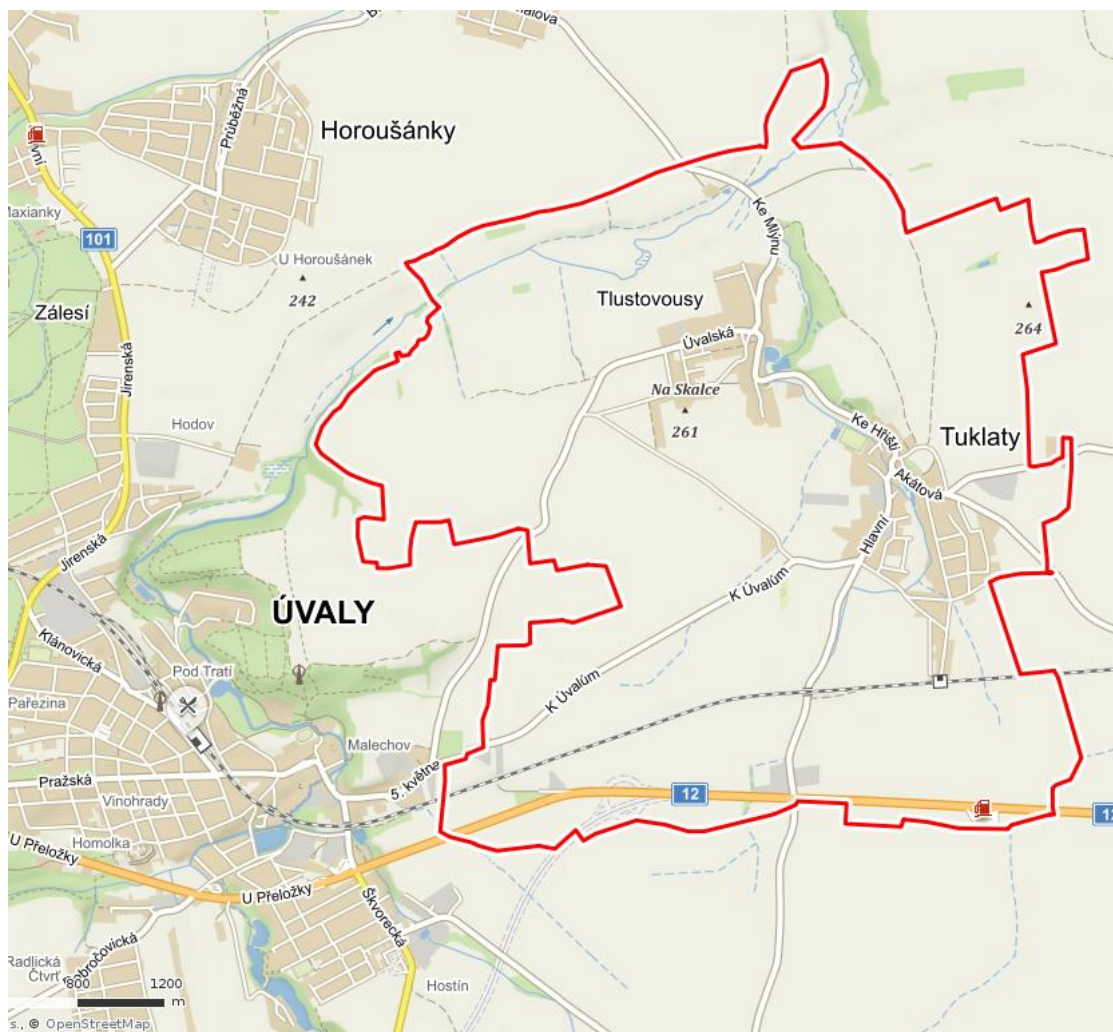 Průběžná
Horoušánky
Maxianky
101
U Horoušánek
242
Zálesí
Jirenská
Hodov
Jirenská
Ke Mlýnu
Tlustovousy
Úvalská
Na Skalce
261
264
Ke Hřišti
Tuklaty
Akátová
Hlavní
K Úvalům
ÚVALY
Klánovická
Pod Tratí
Pařezina
K Úvalům
Malechov
Pražská
5. května
12
Vinohrady
Homolka
U Přeložky
U Přeložky
Škvorecká
Dobročovická
Radlická
Čtvrť
Hostín
800 1200
m
© OpenStreetMap